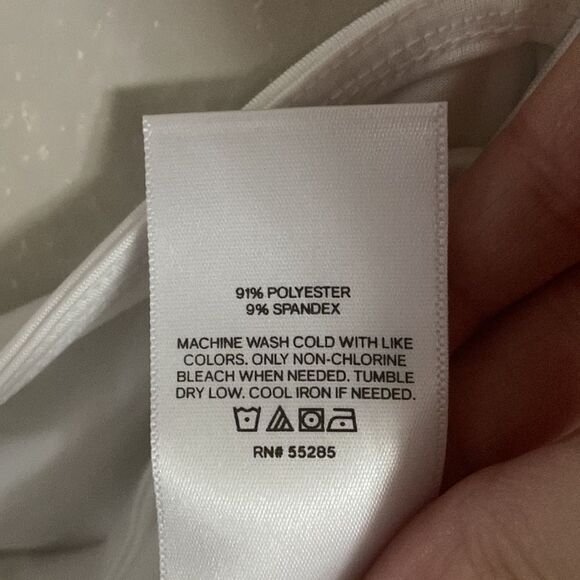 91% POLYESTER
9% SPANDEX
MACHINE WASH COLD WITH LIKE
COLORS. ONLY NON-CHLORINE
BLEACH WHEN NEEDED. TUMBLE
DRY LOW. COOL IRON IF NEEDED.
RN# 55285